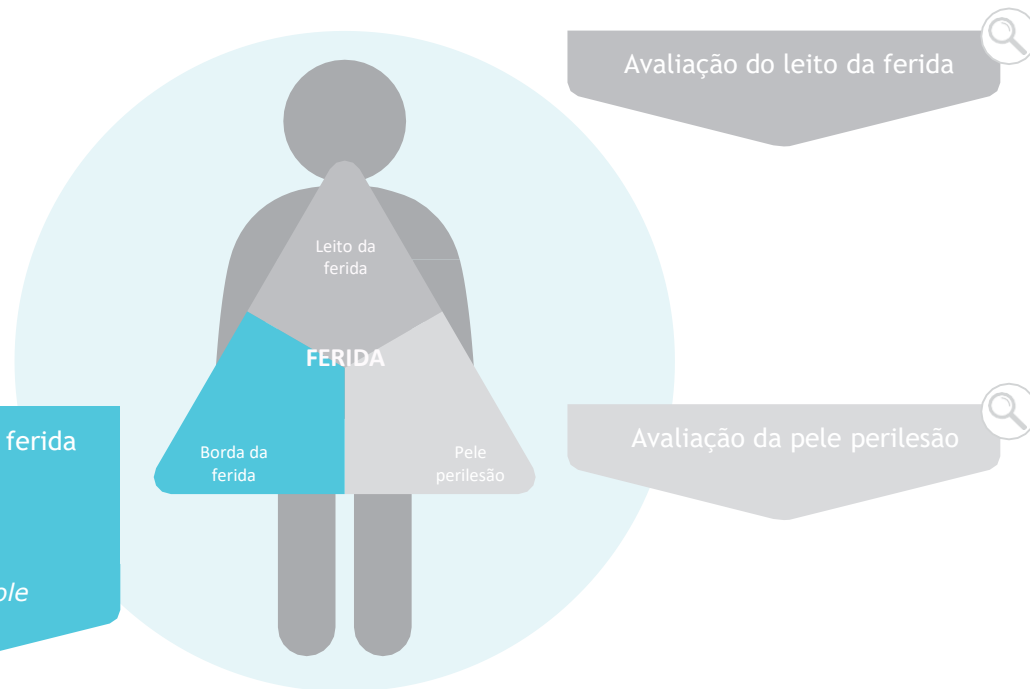 Avaliação do leito da ferida
Leito da
ferida
FERIDA
ferida
Avaliação da pele perilesão
Borda da
ferida
Pele
perilesão